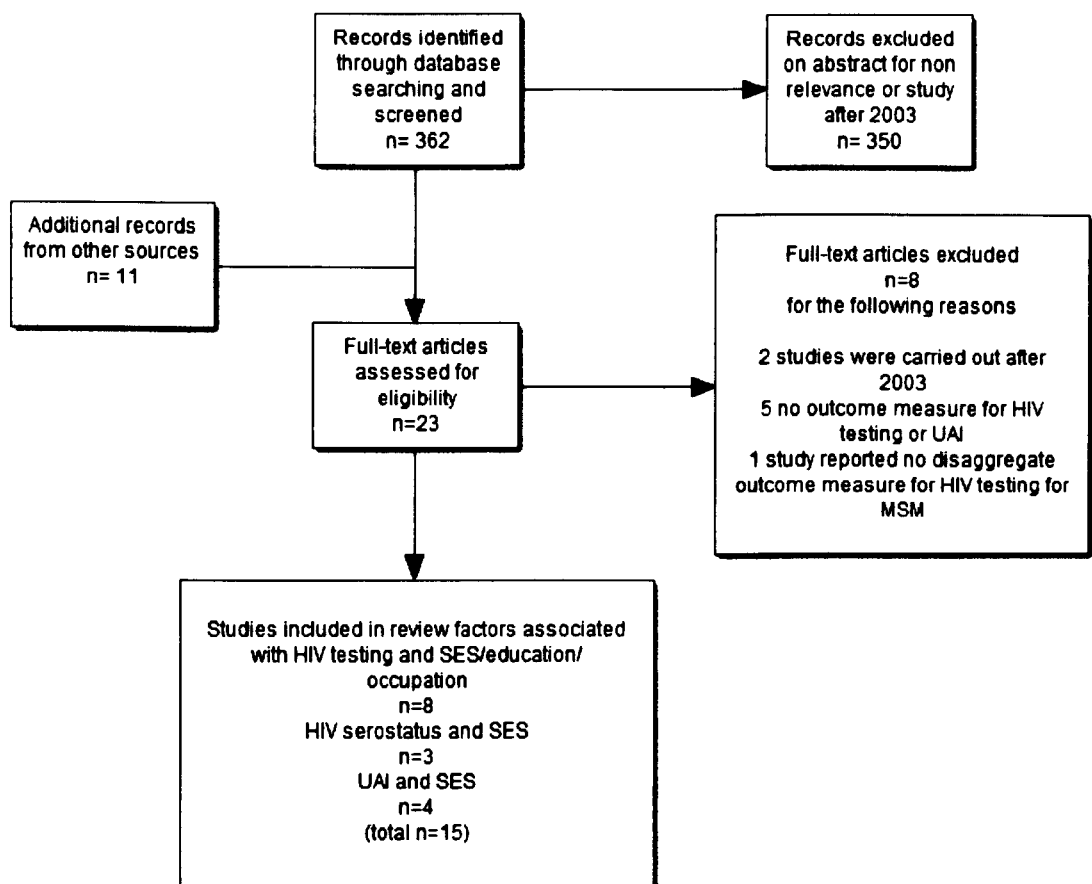 Records identified
through database
searching and
screened
n= 362
Records excluded
on abstract for non
relevance or study
after 2003
n= 350
Additional records
from other sources
n= 11
Full-text articles
assessed for
eligibility
n=23
Full-text articles excluded
n=8
for the following reasons
2 studies were carried out after
2003
5 no outcome measure for HIV
testing or UAI
1 study reported no disaggregate
outcome measure for HIV testing for
MSM
Studies included in review factors associated
with HIV testing and SES/education/
occupation
n=8
HIV serostatus and SES
n=3
UAI and SES
n=4
(total n=15)